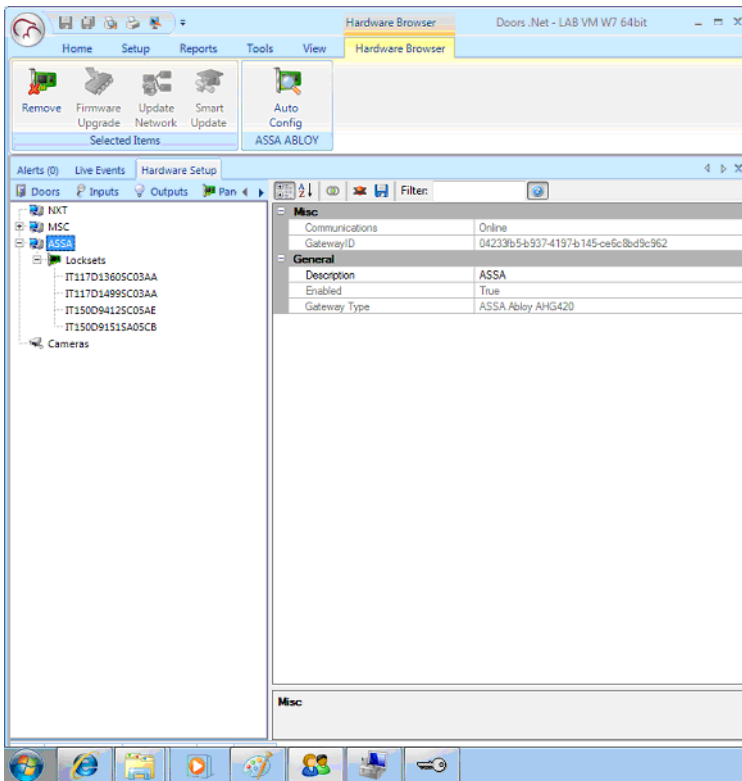 Hardware Browser
Doors .Net - LAB VM W7 64bit
Home Setup Reports Tools View Hardware Browser
Remove
Firmware Upgrade
Update Network
Smart Update
Auto Config
Selected Items
ASSA ABLOY
Alerts (0) Live Events Hardware Setup
Doors Inputs Outputs Pan
Filter:
NXT
MSC
ASSA
Locksets
IT117D1360SC03AA
IT117D1499SC03AA
IT150D9412SC05AE
IT150D9151SA05CB
Cameras
Misc
Communications Online
GatewayID 04233fb5-b937-4197-b145-ce6c8bd9c962
General
Description ASSA
Enabled True
Gateway Type ASSA Abloy AHG420
Misc